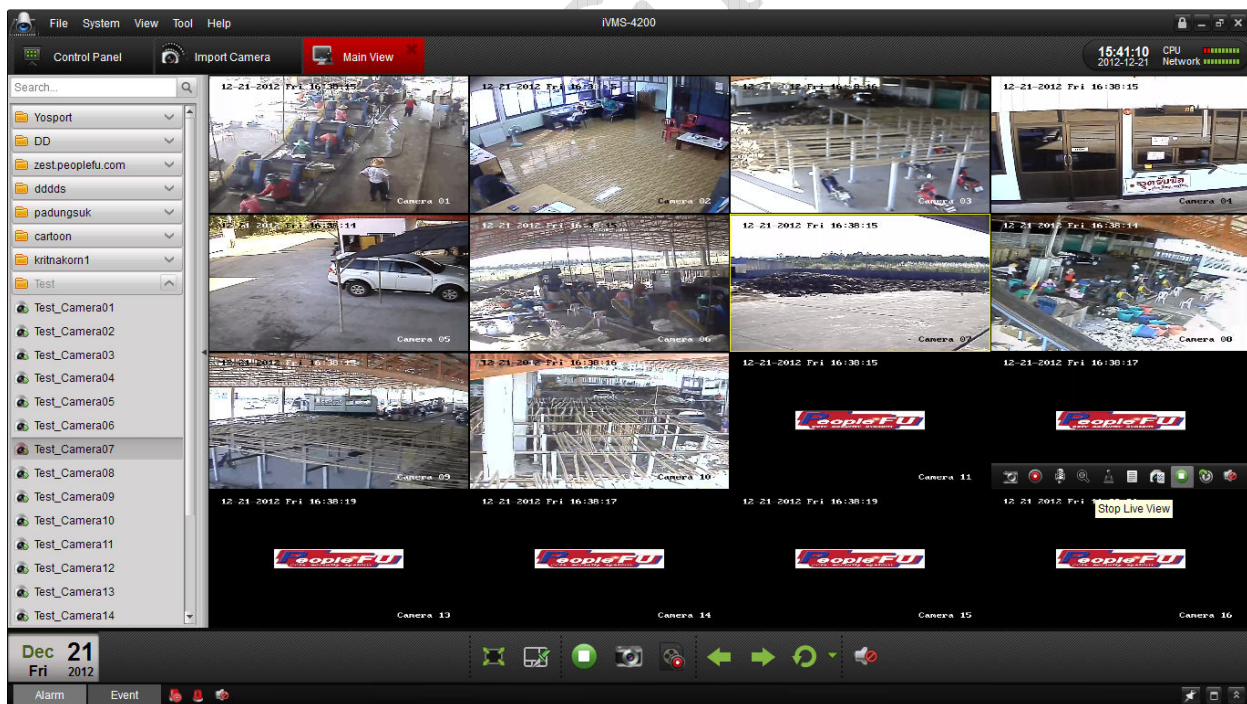 File System View Tool Help
iVMS-4200
Control Panel
Import Camera
Main View
15:41:10
2012-12-21
CPU
Network
Search...
Yosport
DD
zest.peoplefu.com
dddds
padungsuk
cartoon
kritnakorn1
Test
Test_Camera01
Test_Camera02
Test_Camera03
Test_Camera04
Test_Camera05
Test_Camera06
Test_Camera07
Test_Camera08
Test_Camera09
Test_Camera10
Test_Camera11
Test_Camera12
Test_Camera13
Test_Camera14
12-21-2012 Fri 16:38:15
Camera 01
Camera 02
Camera 03
12-21-2012 Fri 16:38:15
Camera 04
12-21-2012 Fri 16:38:14
Camera 05
Camera 06
12-21-2012 Fri 16:38:15
Camera 07
12-21-2012 Fri 16:38:14
Camera 08
Camera 09
12-21-2012 Fri 16:38:16
Camera 10
12-21-2012 Fri 16:38:15
PeopleFU
Camera 11
12-21-2012 Fri 16:38:17
PeopleFU
Stop Live View
12-21-2012 Fri 16:38:19
PeopleFU
Camera 13
12-21-2012 Fri 16:38:17
PeopleFU
Camera 14
12-21-2012 Fri 16:38:19
PeopleFU
Camera 15
12-21-2012 Fri
PeopleFU
Camera 16
Dec 21
Fri 2012
Alarm
Event